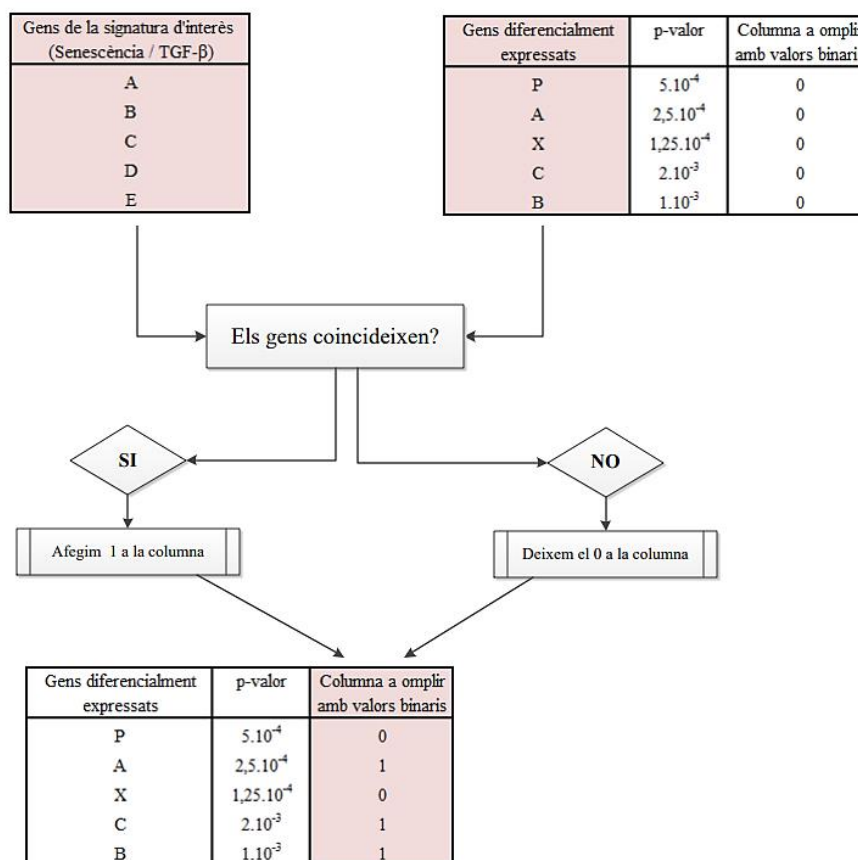 Gens de la signatura d'interès
(Senescència / TGF-β)
A
B
C
D
E
Gens diferencialment expressats p-valor Columna a omplir amb valors
P 5.10⁻⁴ 0
A 2,5.10⁻⁴ 0
X 1,25.10⁻⁴ 0
C 2.10⁻³ 0
B 1.10⁻³ 0
Els gens coincideixen?
SI
NO
Afegim 1 a la columna
Deixem el 0 a la columna
Gens diferencialment p-valor Columna a omplir
expressats amb valors binaris
P 5.10⁻⁴ 0
A 2,5.10⁻⁴ 1
X 1,25.10⁻⁴ 0
C 2.10⁻³ 1
B 1.10⁻³ 1